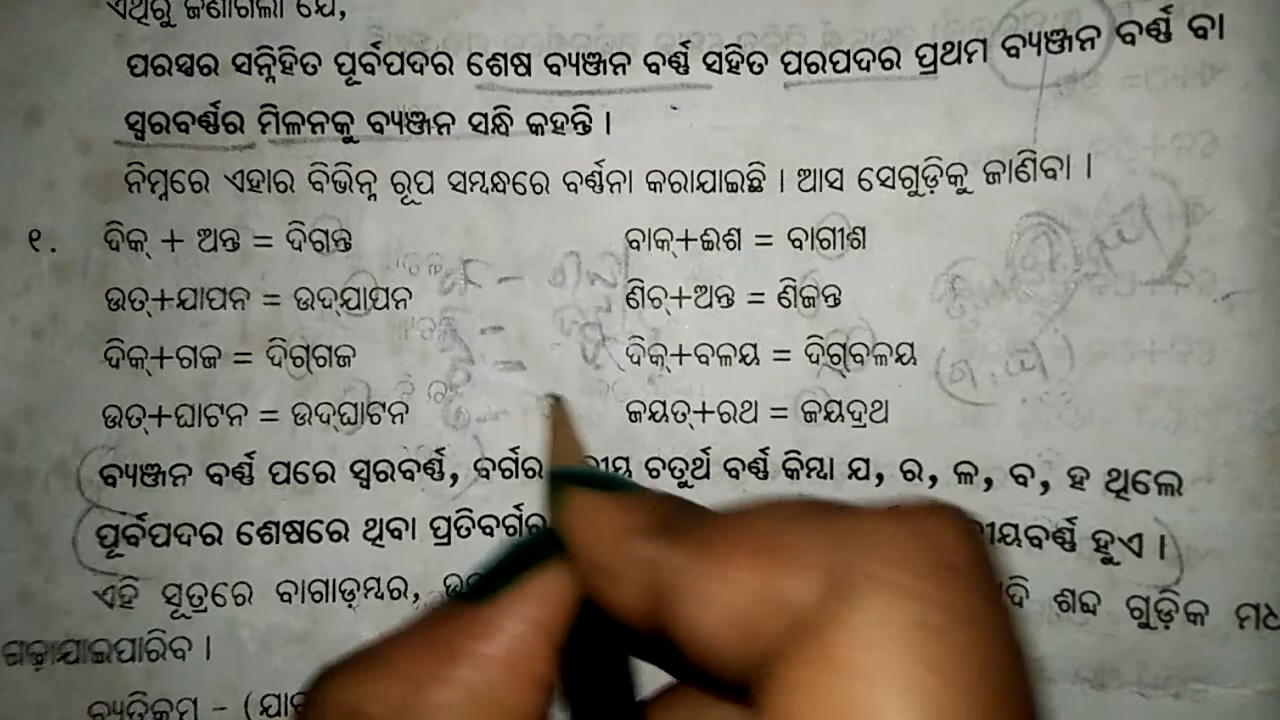 ଏଥିରୁ ଜଣାଗଲା ଯେ,
ପରସ୍ପର ସନ୍ନିହିତ ପୂର୍ବପଦର ଶେଷ ବ୍ୟଞ୍ଜନ ବର୍ଣ୍ଣ ସହିତ ପରପଦର ପ୍ରଥମ ବ୍ୟଞ୍ଜନ ବର୍ଣ୍ଣ ବା
ସ୍ୱରବର୍ଣ୍ଣର ମିଳନକୁ ବ୍ୟଞ୍ଜନ ସନ୍ଧି କହନ୍ତି ।
ନିମ୍ନରେ ଏହାର ବିଭିନ୍ନ ରୂପ ସମ୍ବନ୍ଧରେ ବର୍ଣ୍ଣନା କରାଯାଇଛି । ଆସ ସେଗୁଡ଼ିକୁ ଜାଣିବା ।
୧. ଦିକ୍ + ଅନ୍ତ = ଦିଗନ୍ତ ବାକ୍+ଈଶ = ବାଗୀଶ
ଉତ୍+ଯାପନ = ଉଦ୍‌ଯାପନ ଣିଚ୍+ଅନ୍ତ = ଣିଜନ୍ତ
ଦିକ୍+ଗଜ = ଦିଗ୍‌ଗଜ ଦିକ୍+ବଳୟ = ଦିଗ୍‌ବଳୟ
ଉତ୍+ଘାଟନ = ଉଦ୍‌ଘାଟନ ଜୟତ୍+ରଥ = ଜୟଦ୍ରଥ
ବ୍ୟଞ୍ଜନ ବର୍ଣ୍ଣ ପରେ ସ୍ୱରବର୍ଣ୍ଣ, ବର୍ଗର ଚତୁର୍ଥ ବର୍ଣ୍ଣ କିମ୍ବା ଯ, ର, ଳ, ବ, ହ ଥିଲେ
ପୂର୍ବପଦର ଶେଷରେ ଥିବା ପ୍ରତିବର୍ଗର ହୁଏ ।
ଏହି ସୂତ୍ରରେ ବାଗାଡ଼ମ୍ବର, ଶବ୍ଦ ଗୁଡ଼ିକ ମଧ
ଗଢ଼ାଯାଇପାରିବ ।
ବ୍ୟତିକ୍ରମ -